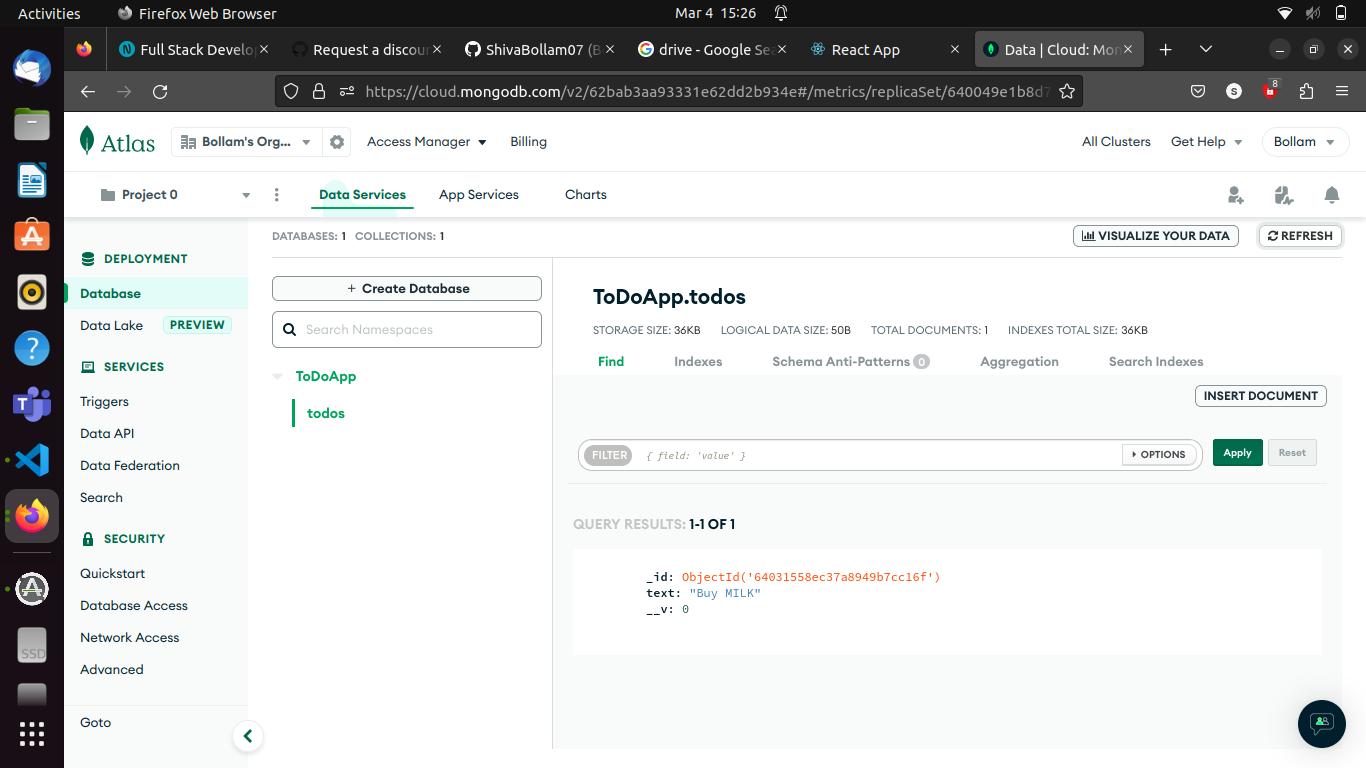 Activities Firefox Web Browser Mar 4 15:26
Full Stack Develo Request a discour ShivaBollam07 (B drive - Google Sea React App Data | Cloud: Mon
https://cloud.mongodb.com/v2/62bab3aa93331e62dd2b934e#/metrics/replicaSet/640049e1b8d7 S 8
Atlas Bollam's Org... Access Manager Billing All Clusters Get Help Bollam
Project 0 Data Services App Services Charts
DATABASES: 1 COLLECTIONS: 1 VISUALIZE YOUR DATA REFRESH
DEPLOYMENT
Database
Data Lake PREVIEW
SERVICES
Triggers
Data API
Data Federation
Search
SECURITY
Quickstart
Database Access
Network Access
Advanced
Goto
+ Create Database
Search Namespaces
ToDoApp
todos
ToDoApp.todos
STORAGE SIZE: 36KB LOGICAL DATA SIZE: 50B TOTAL DOCUMENTS: 1 INDEXES TOTAL SIZE: 36KB
Find Indexes Schema Anti-Patterns 0 Aggregation Search Indexes
INSERT DOCUMENT
FILTER { field: 'value' } OPTIONS Apply Reset
QUERY RESULTS: 1-1 OF 1
_id: ObjectId('64031558ec37a8949b7cc16f')
text: "Buy MILK"
__v: 0
SSD